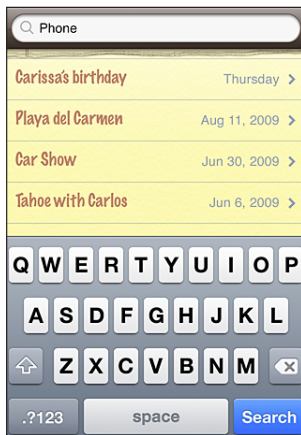 Phone
Carissa's birthday Thursday
Playa del Carmen Aug 11, 2009
Car Show Jun 30, 2009
Tahoe with Carlos Jun 6, 2009
Q W E R T Y U I O P
A S D F G H J K L
Z X C V B N M
.?123 space Search